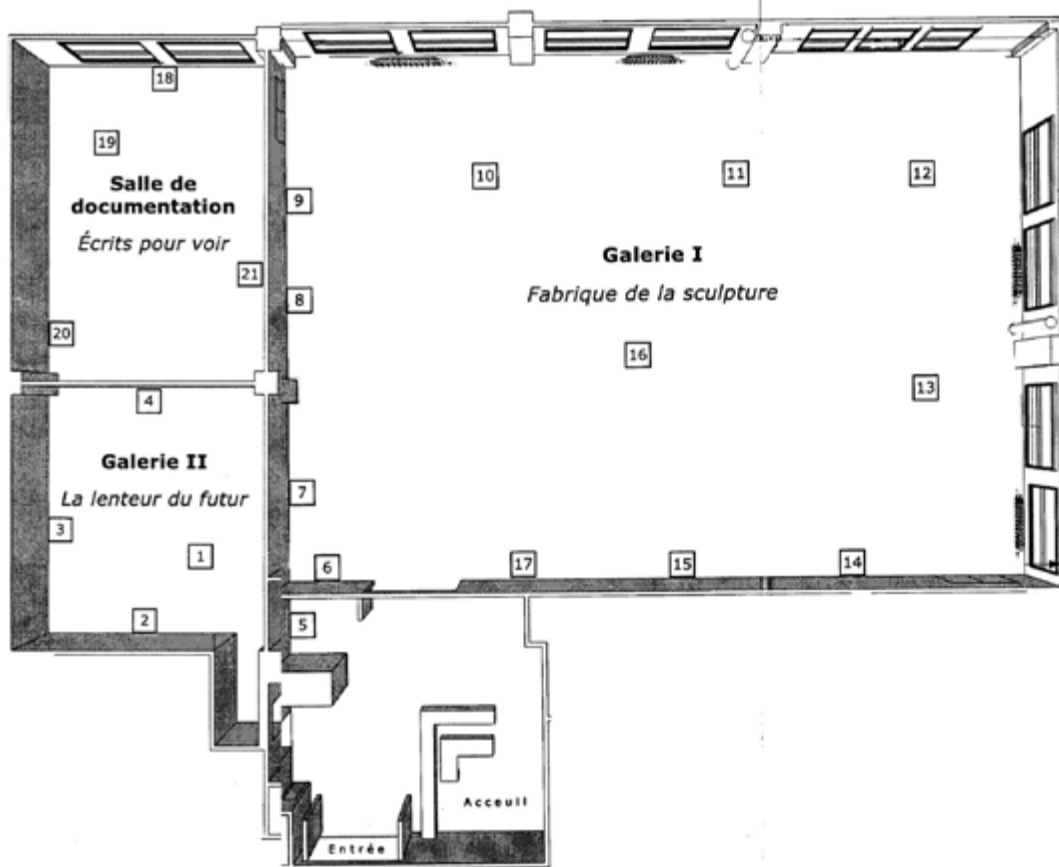 18
19
Salle de
documentation
Écrits pour voir
21
20
4
Galerie II
La lenteur du futur
3
1
2
9
10
11
12
8
Galerie I
Fabrique de la sculpture
16
13
7
6
17
15
14
5
Acceuil
Entrée